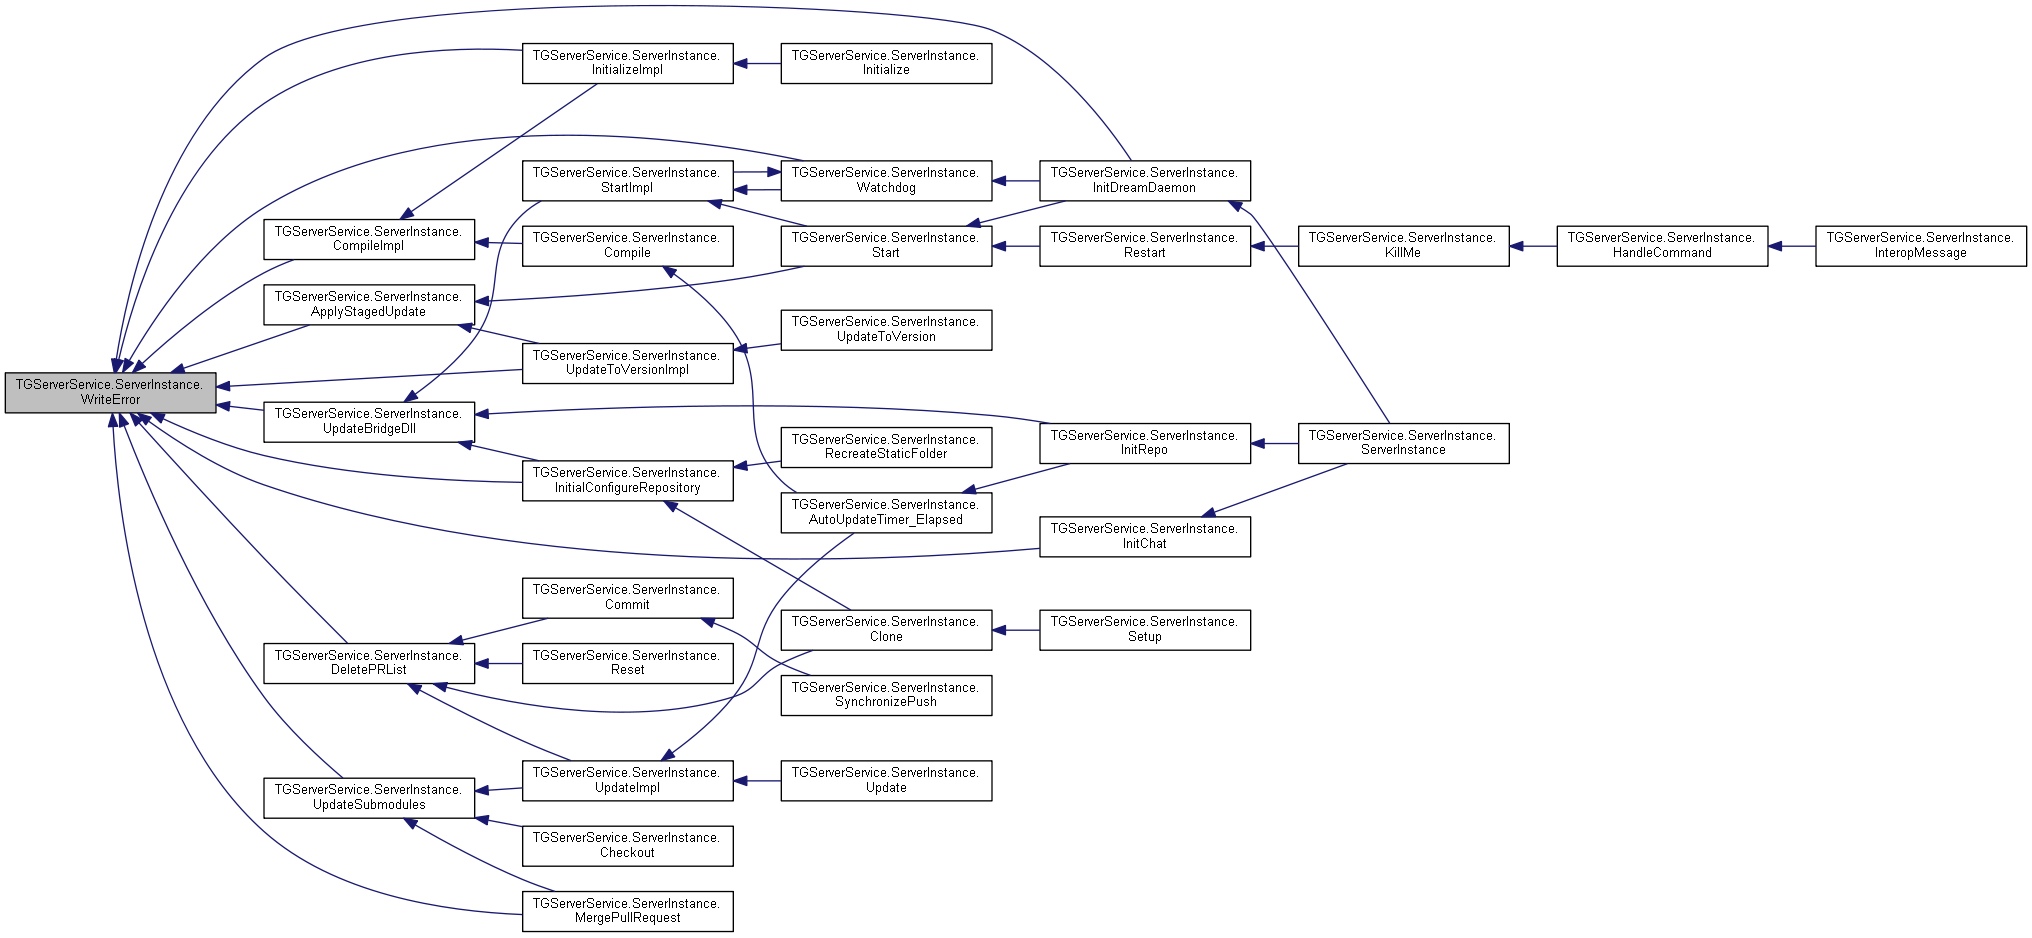 TGServerService.ServerInstance.
WriteError
TGServerService.ServerInstance.
InitializeImpl
TGServerService.ServerInstance.
Initialize
TGServerService.ServerInstance.
StartImpl
TGServerService.ServerInstance.
Watchdog
TGServerService.ServerInstance.
InitDreamDaemon
TGServerService.ServerInstance.
CompileImpl
TGServerService.ServerInstance.
Compile
TGServerService.ServerInstance.
Start
TGServerService.ServerInstance.
Restart
TGServerService.ServerInstance.
KillMe
TGServerService.ServerInstance.
HandleCommand
TGServerService.ServerInstance.
InteropMessage
TGServerService.ServerInstance.
ApplyStagedUpdate
TGServerService.ServerInstance.
UpdateToVersion
TGServerService.ServerInstance.
UpdateToVersionImpl
TGServerService.ServerInstance.
UpdateBridgeDll
TGServerService.ServerInstance.
RecreateStaticFolder
TGServerService.ServerInstance.
InitRepo
TGServerService.ServerInstance.
ServerInstance
TGServerService.ServerInstance.
InitialConfigureRepository
TGServerService.ServerInstance.
AutoUpdateTimer_Elapsed
TGServerService.ServerInstance.
InitChat
TGServerService.ServerInstance.
Commit
TGServerService.ServerInstance.
Clone
TGServerService.ServerInstance.
Setup
TGServerService.ServerInstance.
DeletePRList
TGServerService.ServerInstance.
Reset
TGServerService.ServerInstance.
SynchronizePush
TGServerService.ServerInstance.
UpdateImpl
TGServerService.ServerInstance.
Update
TGServerService.ServerInstance.
UpdateSubmodules
TGServerService.ServerInstance.
Checkout
TGServerService.ServerInstance.
MergePullRequest